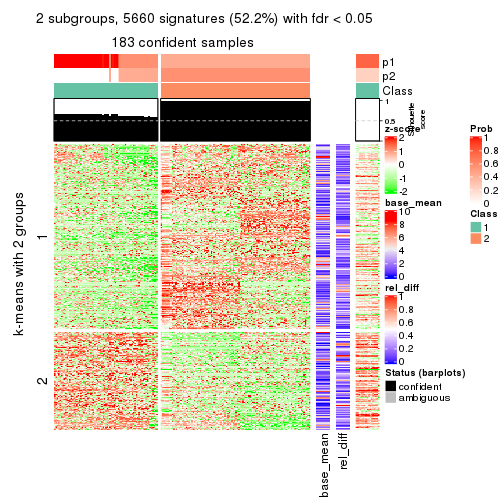 2 subgroups, 5660 signatures (52.2%) with fdr < 0.05
183 confident samples
p1
p2
Class
1
0.5
0
Silhouette
score
k-means with 2 groups
1
2
base_mean
rel_diff
z-score
2
1
0
-1
-2
base_mean
10
8
6
4
2
0
rel_diff
1
0.8
0.6
0.4
0.2
0
Status (barplots)
confident
ambiguous
Prob
1
0.8
0.6
0.4
0.2
0
Class
1
2